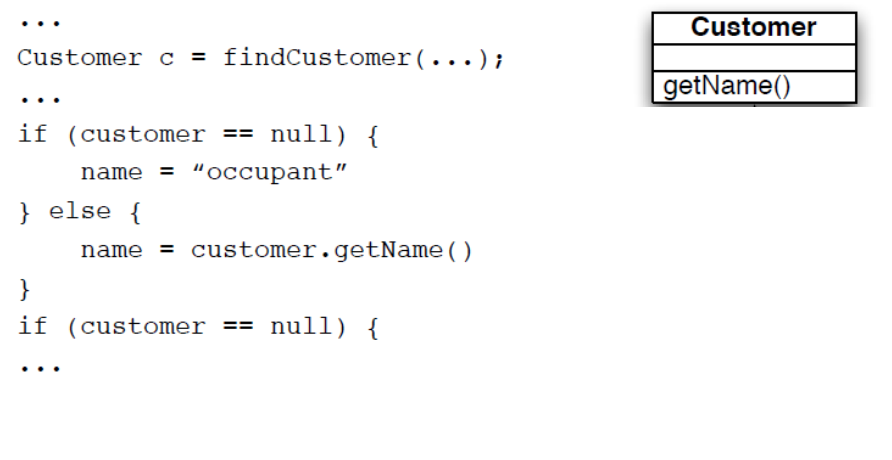 ...
Customer c = findCustomer(...);
...
if (customer == null) {
    name = “occupant”
} else {
    name = customer.getName()
}
if (customer == null) {
...
Customer
getName()